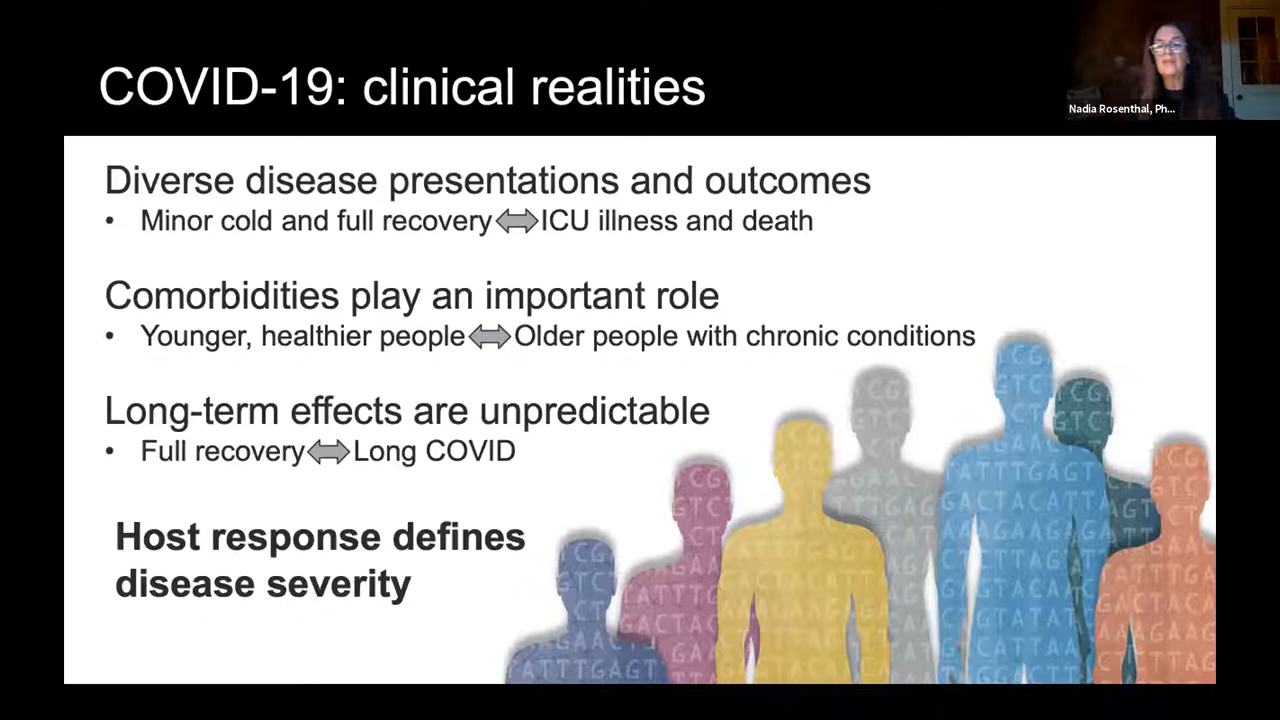 COVID-19: clinical realities
Nadia Rosenthal, Ph...
Diverse disease presentations and outcomes
• Minor cold and full recovery ICU illness and death
Comorbidities play an important role
• Younger, healthier people Older people with chronic conditions
Long-term effects are unpredictable
• Full recovery Long COVID
Host response defines
disease severity